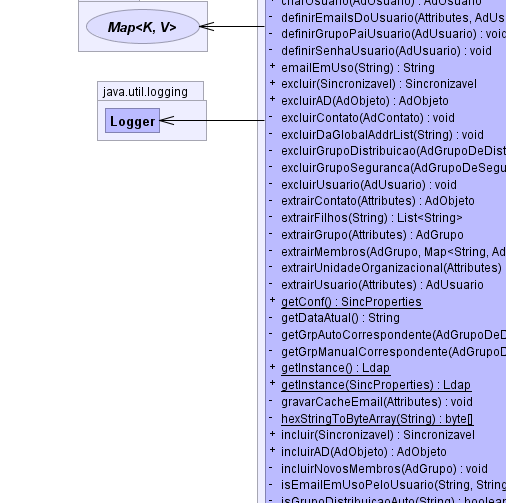 Map<K, V>
java.util.logging
Logger
criarUsuario(AdUsuario) : AdUsuario
- definirEmailsDoUsuario(Attributes, AdUs
- definirGrupoPaiUsuario(AdUsuario) : voic
- definirSenhaUsuario(AdUsuario) : void
+ emailEmUso(String) : String
+ excluir(Sincronizavel) : Sincronizavel
+ excluirAD(AdObjeto) : AdObjeto
- excluirContato(AdContato) : void
- excluirDaGlobalAddrList(String) : void
- excluirGrupoDistribuicao(AdGrupoDeDist
- excluirGrupoSeguranca(AdGrupoDeSegu
- excluirUsuario(AdUsuario) : void
- extrairContato(Attributes) : AdObjeto
- extrairFilhos(String) : List<String>
- extrairGrupo(Attributes) : AdGrupo
- extrairMembros(AdGrupo, Map<String, Ad
- extrairUnidadeOrganizacional(Attributes)
- extrairUsuario(Attributes) : AdUsuario
+ getConf() : SincProperties
- getDataAtual() : String
- getGrpAutoCorrespondente(AdGrupoDeD
- getGrpManualCorrespondente(AdGrupoD
+ getInstance() : Ldap
+ getInstance(SincProperties) : Ldap
- gravarCacheEmail(Attributes) : void
- hexStringToByteArray(String) : byte[]
+ incluir(Sincronizavel) : Sincronizavel
+ incluirAD(AdObjeto) : AdObjeto
- incluirNovosMembros(AdGrupo) : void
- isEmailEmUsoPeloUsuario(String, String
- isGrupoDistribuicaoAuto(String) : boolean